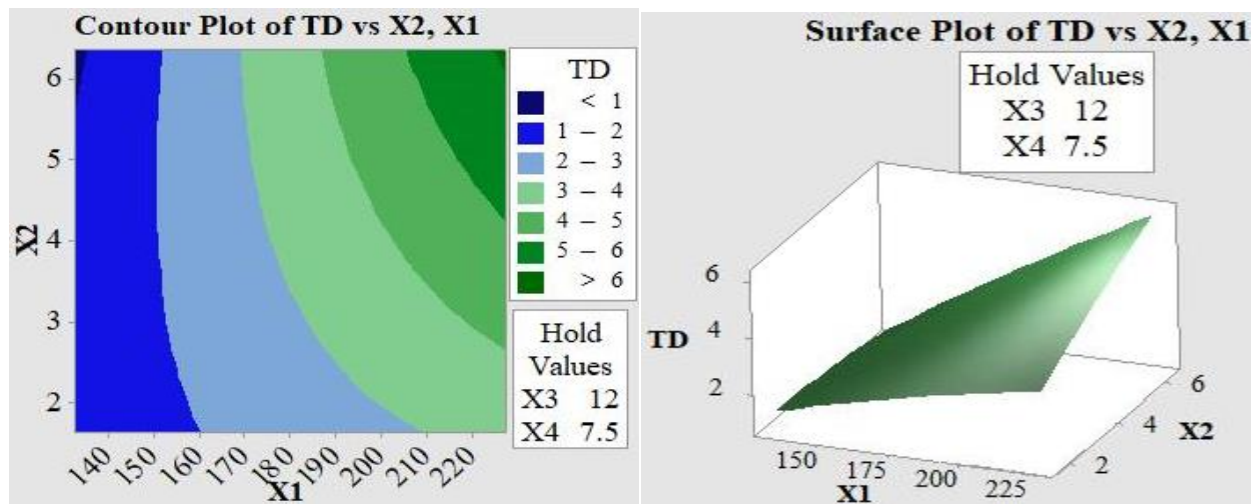 Contour Plot of TD vs X2, X1
6
5
4
3
2
X2
140
150
160
170
180
190
200
210
220
X1
TD
< 1
1 – 2
2 – 3
3 – 4
4 – 5
5 – 6
> 6
Hold
Values
X3 12
X4 7.5
Surface Plot of TD vs X2, X1
Hold Values
X3 12
X4 7.5
6
4
2
TD
150
175
200
225
X1
2
4
6
X2